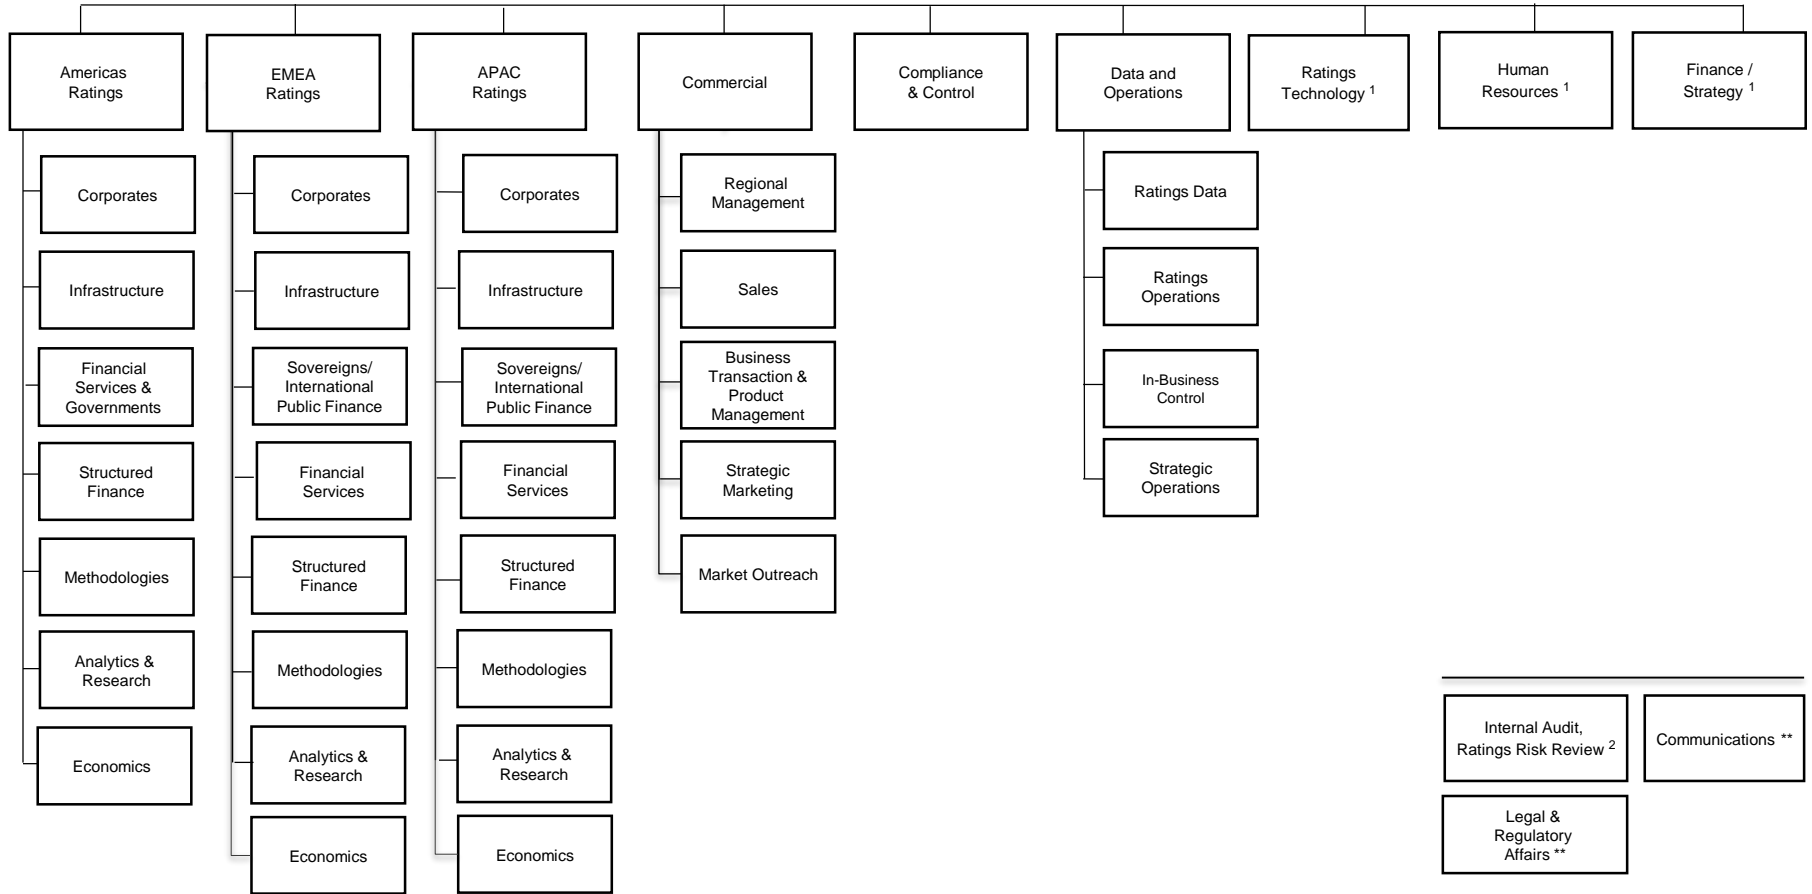 Americas
Ratings
EMEA
Ratings
APAC
Ratings
Commercial
Compliance
& Control
Data and
Operations
Ratings
Technology 1
Human
Resources 1
Finance /
Strategy 1
Corporates
Infrastructure
Financial
Services &
Governments
Structured
Finance
Methodologies
Analytics &
Research
Economics
Corporates
Infrastructure
Sovereigns/
International
Public Finance
Financial
Services
Structured
Finance
Methodologies
Analytics &
Research
Economics
Corporates
Infrastructure
Sovereigns/
International
Public Finance
Financial
Services
Structured
Finance
Methodologies
Analytics &
Research
Economics
Regional
Management
Sales
Business
Transaction &
Product
Management
Strategic
Marketing
Market Outreach
Ratings Data
Ratings
Operations
In-Business
Control
Strategic
Operations
Internal Audit,
Ratings Risk Review 2
Communications **
Legal &
Regulatory
Affairs **